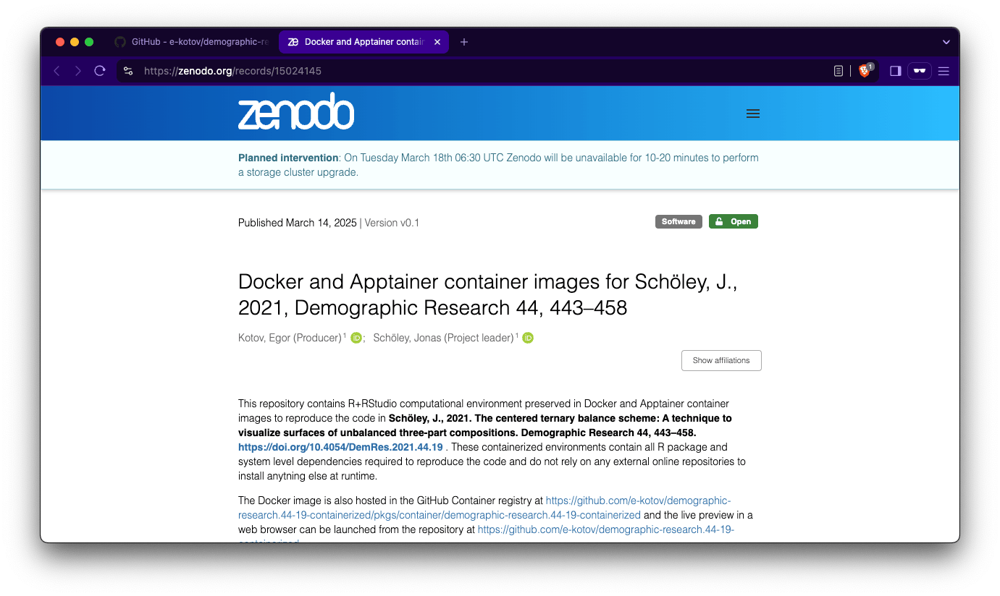 GitHub - e-kotov/demographic-re
Docker and Apptainer contain
https://zenodo.org/records/15024145
1
zenodo
Planned intervention: On Tuesday March 18th 06:30 UTC Zenodo will be unavailable for 10-20 minutes to perform
a storage cluster upgrade.
Published March 14, 2025 | Version v0.1
Software
Open
Docker and Apptainer container images for Schöley, J.,
2021, Demographic Research 44, 443–458
Kotov, Egor (Producer) 1 iD ; Schöley, Jonas (Project leader) 1 iD
Show affiliations
This repository contains R+RStudio computational environment preserved in Docker and Apptainer container
images to reproduce the code in Schöley, J., 2021. The centered ternary balance scheme: A technique to
visualize surfaces of unbalanced three-part compositions. Demographic Research 44, 443–458.
https://doi.org/10.4054/DemRes.2021.44.19 . These containerized environments contain all R package and
system level dependencies required to reproduce the code and do not rely on any external online repositories to
install anytning else at runtime.
The Docker image is also hosted in the GitHub Container registry at https://github.com/e-kotov/demographic-
research.44-19-containerized/pkgs/container/demographic-research.44-19-containerized and the live preview in a
web browser can be launched from the repository at https://github.com/e-kotov/demographic-research.44-19-
containerized